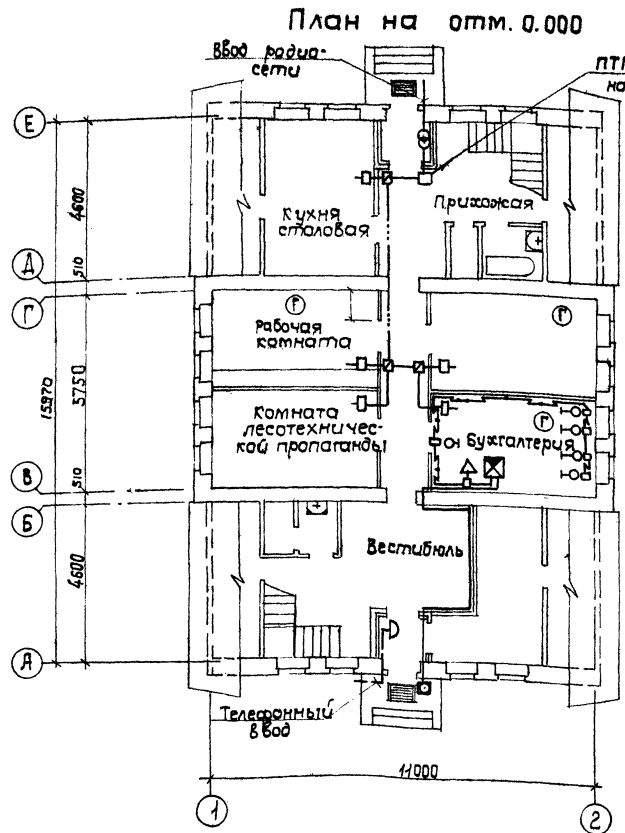 План на отм. 0.000
Ввод радио-
сети
ПТП
на
Е
4600
Кухня
столовая
Прихожая
Д
510
Г
Г
Г
Рабочая
комната
5750
15970
Комната
лесотехничес-
кой пропаганды
Г
Бухгалтерия
В
510
Б
Вестибюль
4600
А
Телефонный
ввод
11000
1
2